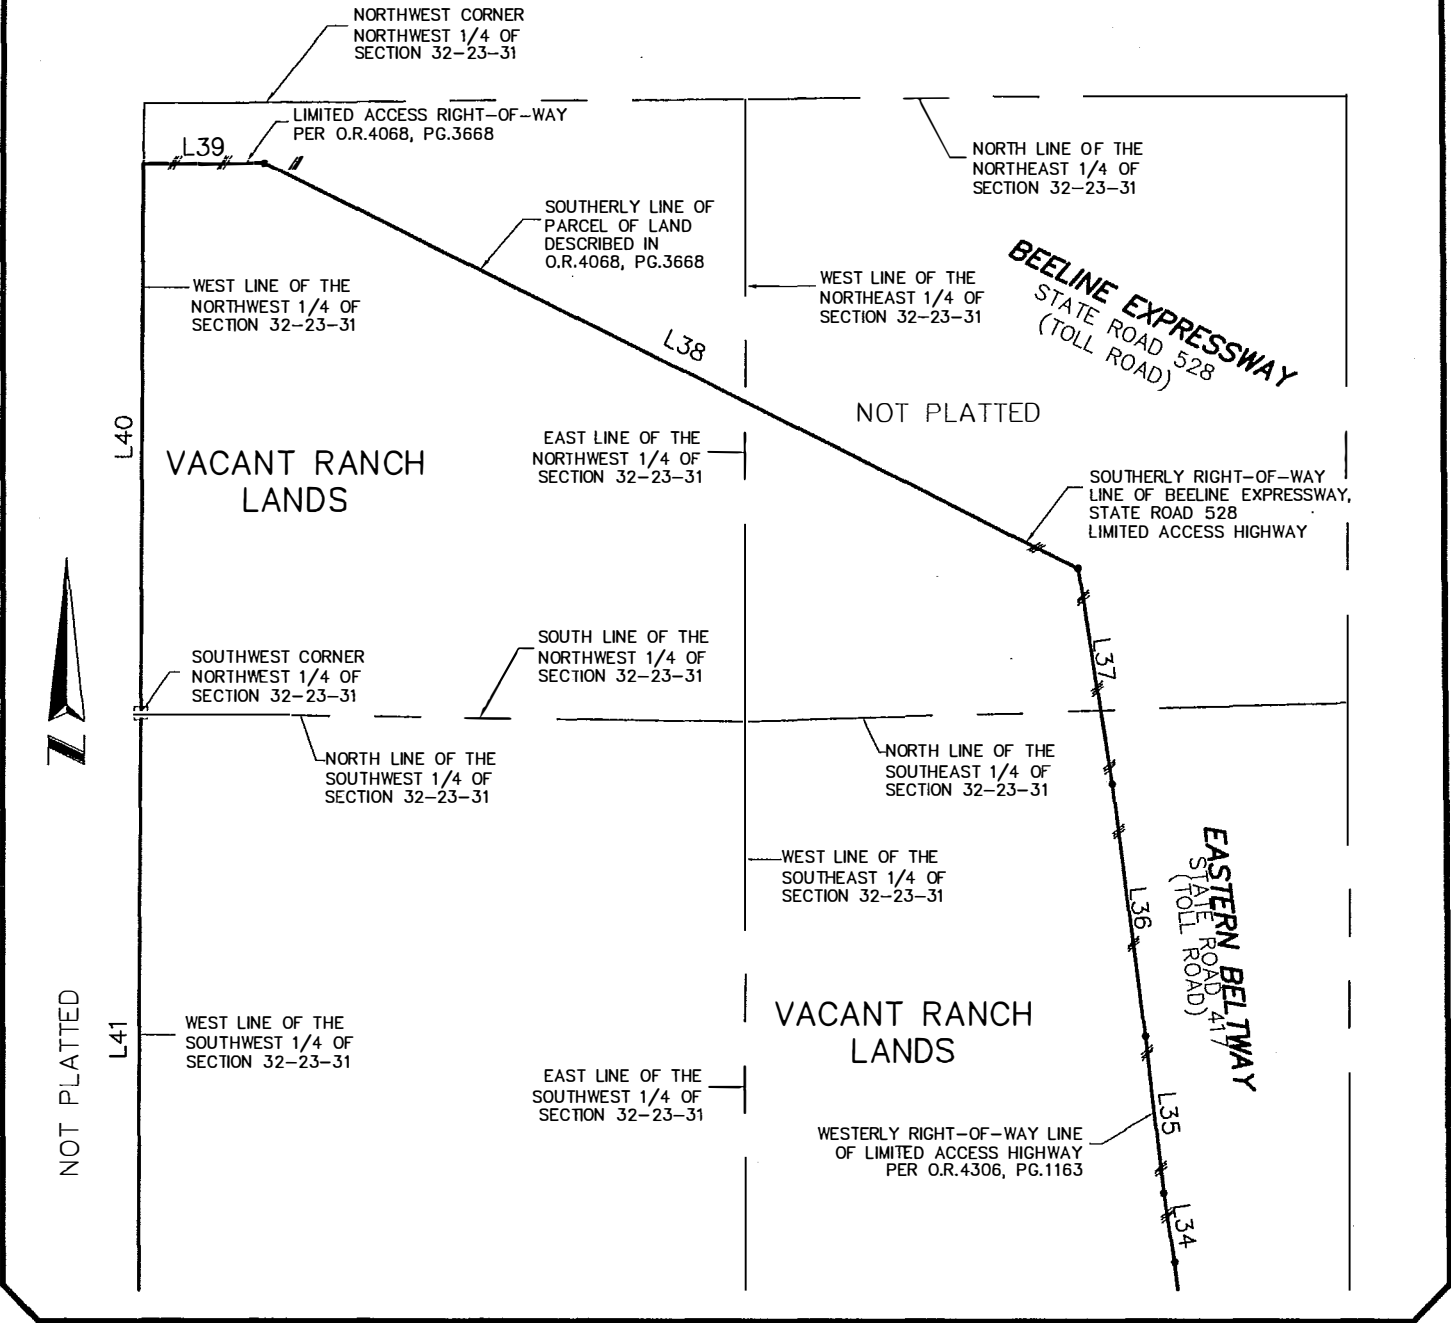 NORTHWEST CORNER
NORTHWEST 1/4 OF
SECTION 32-23-31
LIMITED ACCESS RIGHT-OF-WAY
PER O.R.4068, PG.3668
L39
NORTH LINE OF THE
NORTHEAST 1/4 OF
SECTION 32-23-31
SOUTHERLY LINE OF
PARCEL OF LAND
DESCRIBED IN
O.R.4068, PG.3668
WEST LINE OF THE
NORTHWEST 1/4 OF
SECTION 32-23-31
WEST LINE OF THE
NORTHEAST 1/4 OF
SECTION 32-23-31
BEELINE EXPRESSWAY
STATE ROAD 528
(TOLL ROAD)
L38
NOT PLATTED
L40
VACANT RANCH
LANDS
EAST LINE OF THE
NORTHWEST 1/4 OF
SECTION 32-23-31
SOUTHERLY RIGHT-OF-WAY
LINE OF BEELINE EXPRESSWAY,
STATE ROAD 528
LIMITED ACCESS HIGHWAY
L37
SOUTHWEST CORNER
NORTHWEST 1/4 OF
SECTION 32-23-31
SOUTH LINE OF THE
NORTHWEST 1/4 OF
SECTION 32-23-31
Z
NORTH LINE OF THE
SOUTHWEST 1/4 OF
SECTION 32-23-31
NORTH LINE OF THE
SOUTHEAST 1/4 OF
SECTION 32-23-31
WEST LINE OF THE
SOUTHEAST 1/4 OF
SECTION 32-23-31
L36
EASTERN BELTWAY
STATE ROAD 417
(TOLL ROAD)
NOT PLATTED
L41
WEST LINE OF THE
SOUTHWEST 1/4 OF
SECTION 32-23-31
VACANT RANCH
LANDS
EAST LINE OF THE
SOUTHWEST 1/4 OF
SECTION 32-23-31
L35
WESTERLY RIGHT-OF-WAY LINE
OF LIMITED ACCESS HIGHWAY
PER O.R.4306, PG.1163
L34